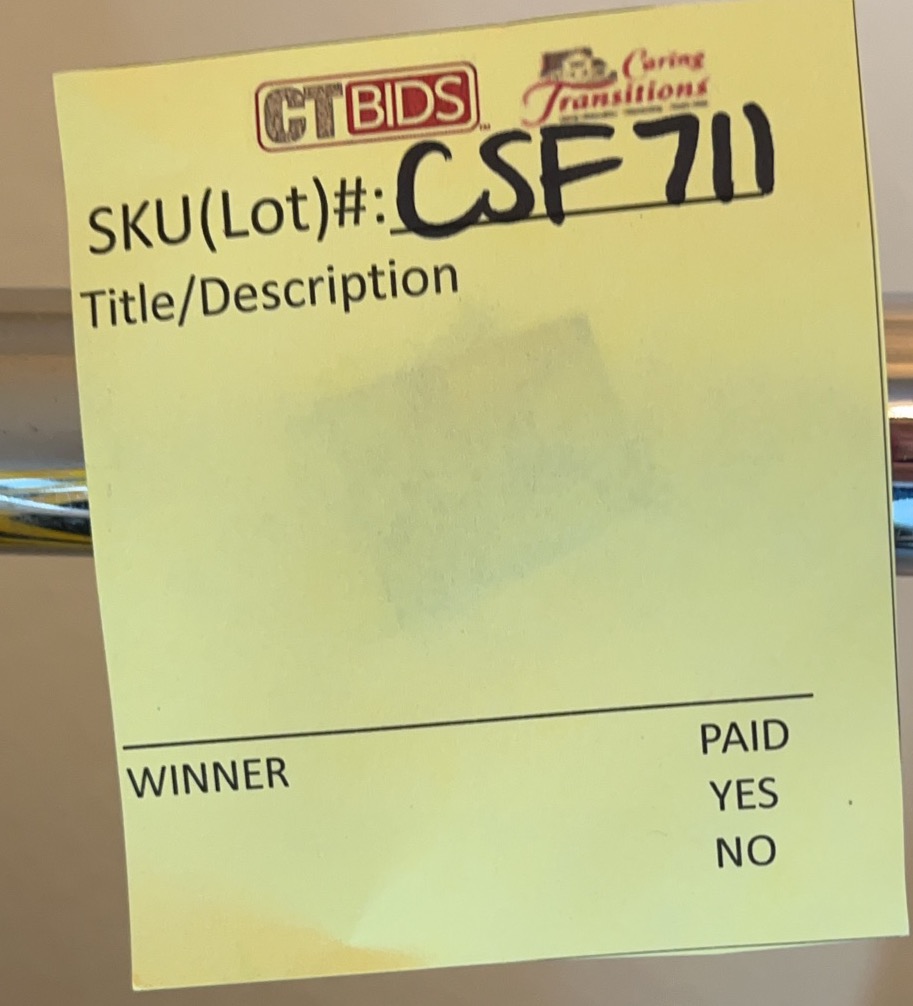 CTBIDS
Caring
Transitions
SKU(Lot)#: CSF711
Title/Description
WINNER
PAID
YES
NO